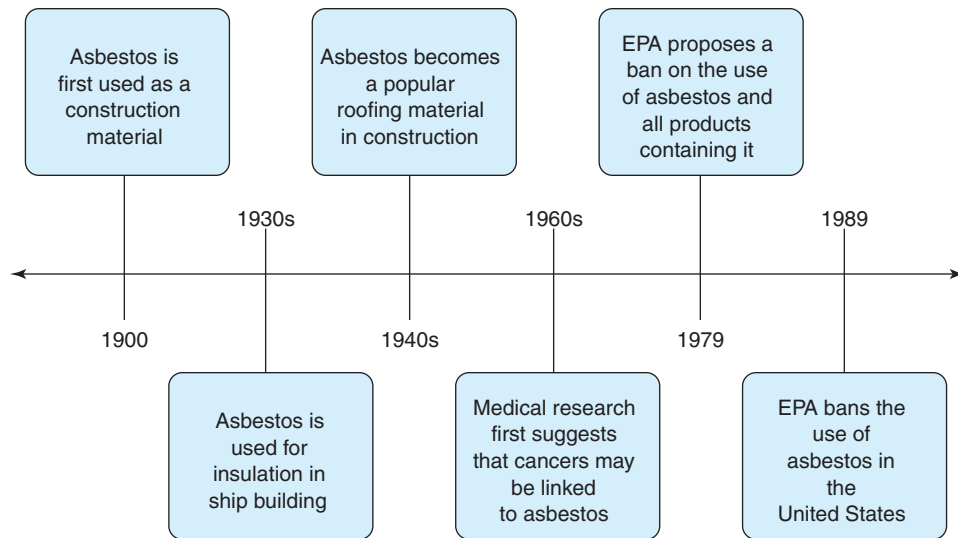 Asbestos is
first used as a
construction
material
Asbestos becomes
a popular
roofing material
in construction
EPA proposes a
ban on the use
of asbestos and
all products
containing it
1930s
1960s
1989
1900
1940s
1979
Asbestos is
used for
insulation in
ship building
Medical research
first suggests
that cancers may
be linked
to asbestos
EPA bans the
use of
asbestos in
the
United States